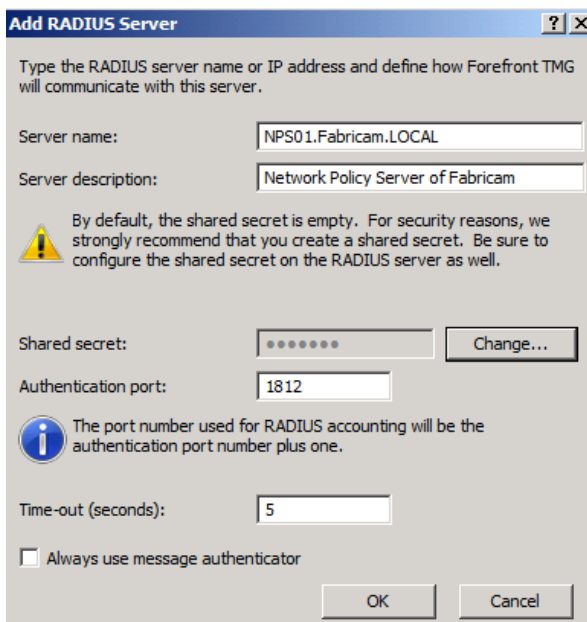 Add RADIUS Server
Type the RADIUS server name or IP address and define how Forefront TMG
will communicate with this server.
Server name: NPS01.Fabricam.LOCAL
Server description: Network Policy Server of Fabricam
By default, the shared secret is empty. For security reasons, we
strongly recommend that you create a shared secret. Be sure to
configure the shared secret on the RADIUS server as well.
Shared secret: ●●●●●●● Change...
Authentication port: 1812
The port number used for RADIUS accounting will be the
authentication port number plus one.
Time-out (seconds): 5
Always use message authenticator
OK Cancel